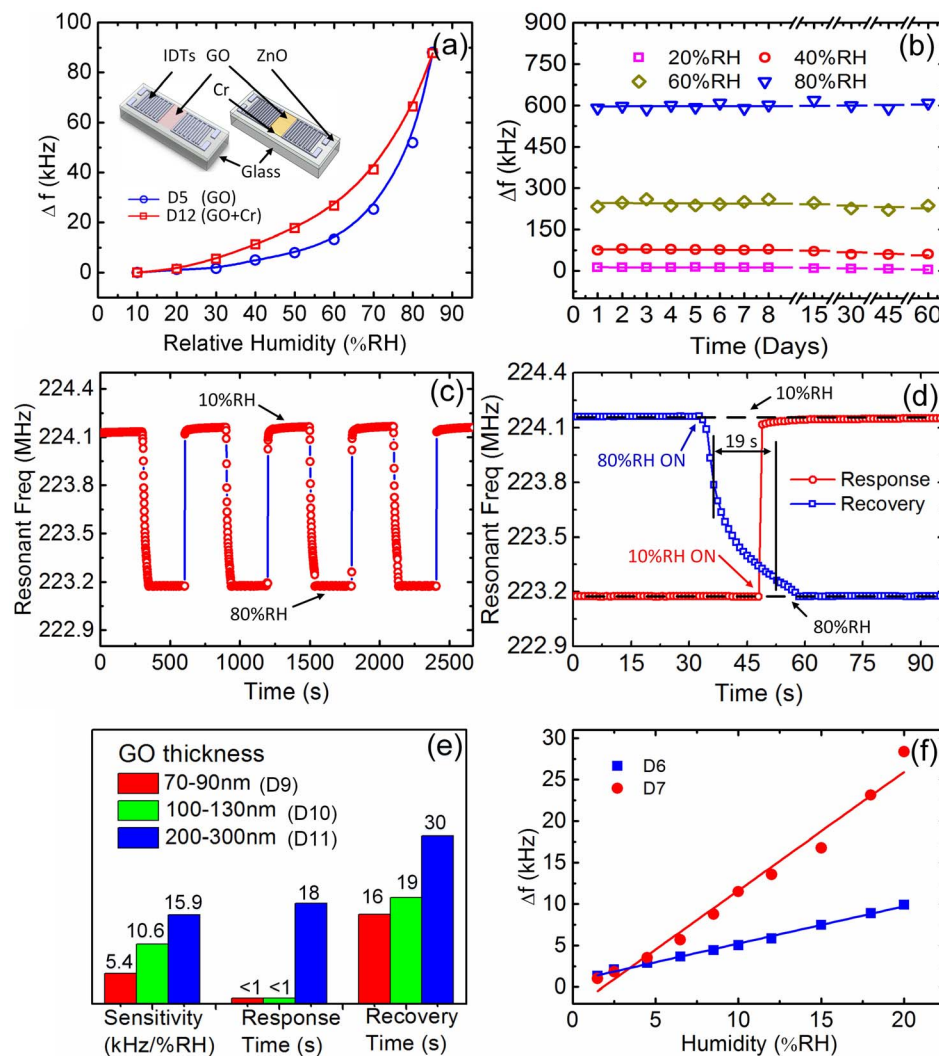 (a)
IDTs GO ZnO
Cr
Glass
D5 (GO)
D12 (GO+Cr)
100
80
60
40
20
0
Δ f (kHz)
0 10 20 30 40 50 60 70 80 90
Relative Humidity (%RH)
(b)
20%RH 40%RH
60%RH 80%RH
900
750
600
450
300
150
0
Δf (kHz)
0 1 2 3 4 5 6 7 8 15 30 45 60
Time (Days)
(c)
10%RH
80%RH
224.4
224.1
223.8
223.5
223.2
222.9
Resonant Freq (MHz)
0 500 1000 1500 2000 2500
Time (s)
(d)
10%RH
80%RH ON
19 s
Response
Recovery
10%RH ON
80%RH
224.4
224.1
223.8
223.5
223.2
222.9
Resonant Freq (MHz)
0 15 30 45 60 75 90
Time (s)
(e)
GO thickness
70-90nm (D9)
100-130nm (D10)
200-300nm (D11)
5.4 10.6 15.9
<1 <1 18
16 19 30
Sensitivity Response Recovery
(kHz/%RH) Time (s) Time (s)
(f)
D6
D7
30
25
20
15
10
5
0
Δf (kHz)
0 5 10 15 20
Humidity (%RH)